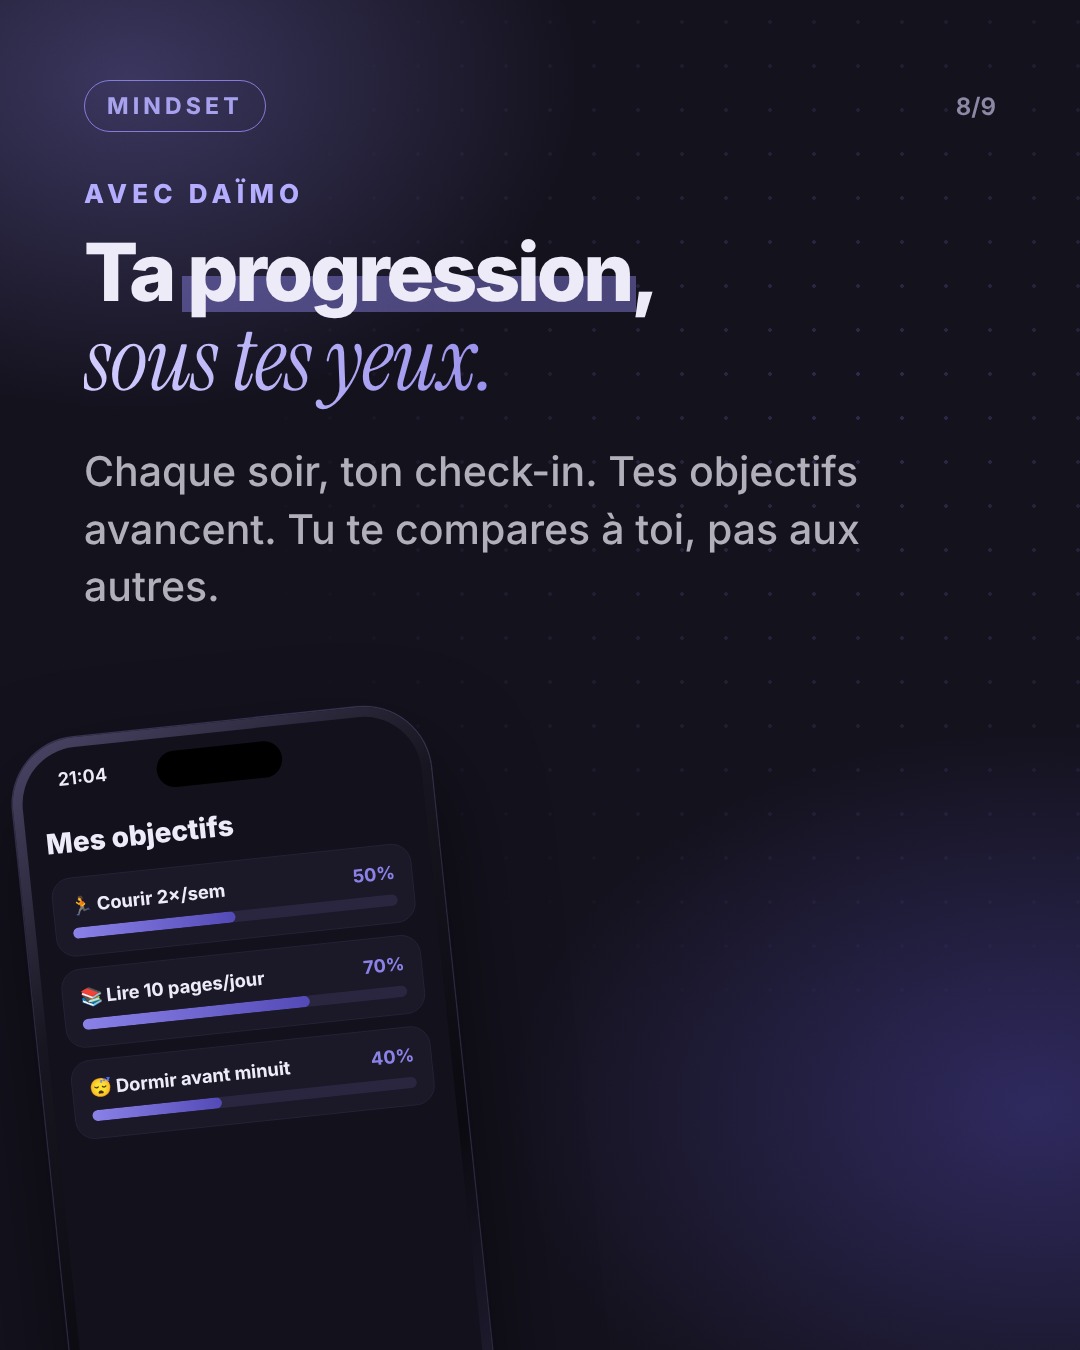 MINDSET
8/9
AVEC DAÏMO
Ta progression,
sous tes yeux.
Chaque soir, ton check-in. Tes objectifs
avancent. Tu te compares à toi, pas aux
autres.
21:04
Mes objectifs
🏃 Courir 2×/sem
50%
📚 Lire 10 pages/jour
70%
😴 Dormir avant minuit
40%